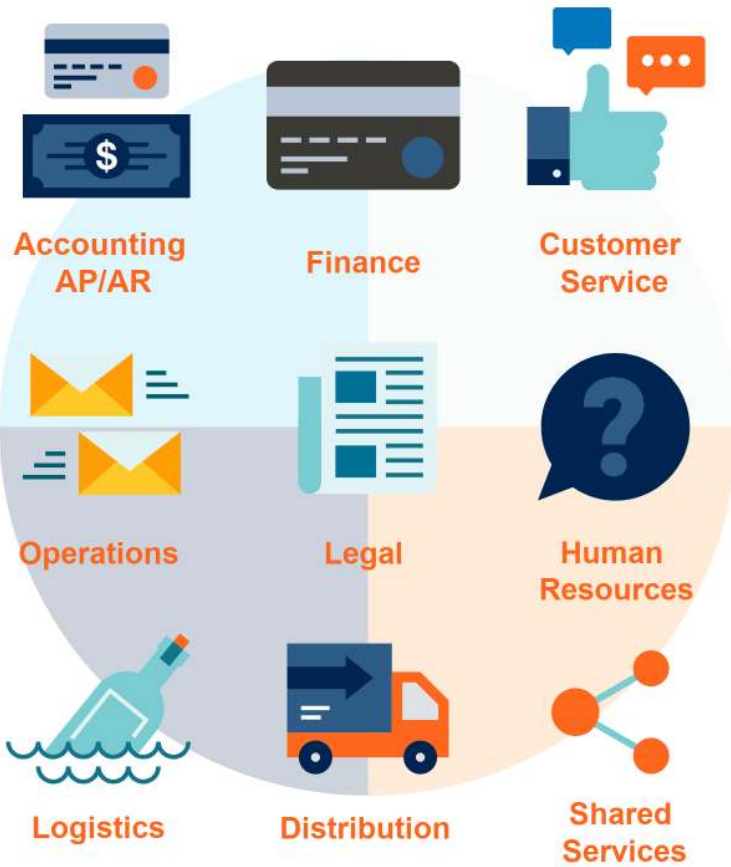 $
Accounting
AP/AR
Finance
Customer
Service
?
Operations
Legal
Human
Resources
Logistics
Distribution
Shared
Services